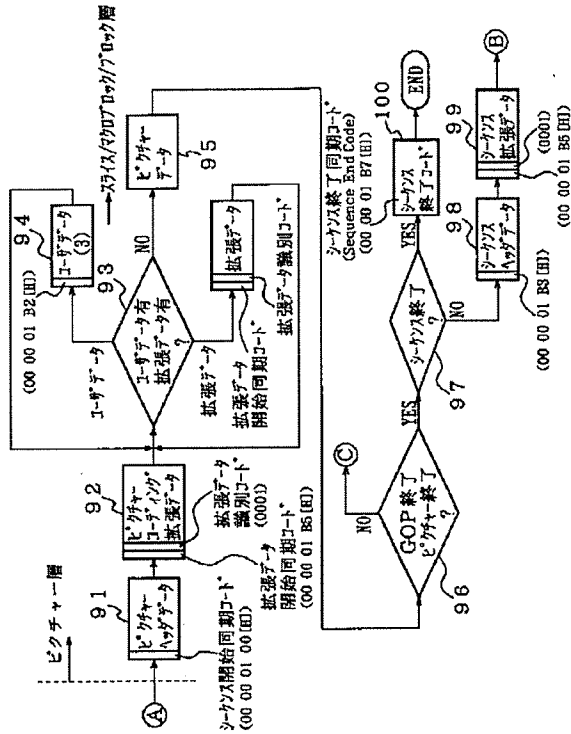 ピクチャー層
A
91
ピクチャー
ヘッダデータ
シーケンス開始同期コード
(00 00 01 00[H])
92
ピクチャー
コーディング
拡張データ
拡張データ
識別コード
(0001)
拡張データ
開始同期コード
(00 00 01 B5[H])
(00 00 01 B2[H])
94
ユーザデータ
(3)
スライス/マクロブロック/ブロック層
ユーザデータ
93
ユーザデータ有
拡張データ有
?
NO
95
ピクチャー
データ
拡張データ
拡張データ
拡張データ
開始同期コード
拡張データ識別コード
96
GOP終了
ピクチャー終了
?
NO
C
YES
97
シーケンス終了
?
YES
NO
シーケンス終了同期コード
(Sequence End Code)
(00 00 01 B7[H])
100
シーケンス
終了コード
END
98
シーケンス
ヘッダデータ
(00 00 01 B3[H])
99
シーケンス
拡張データ
(0001)
(00 00 01 B5[H])
B